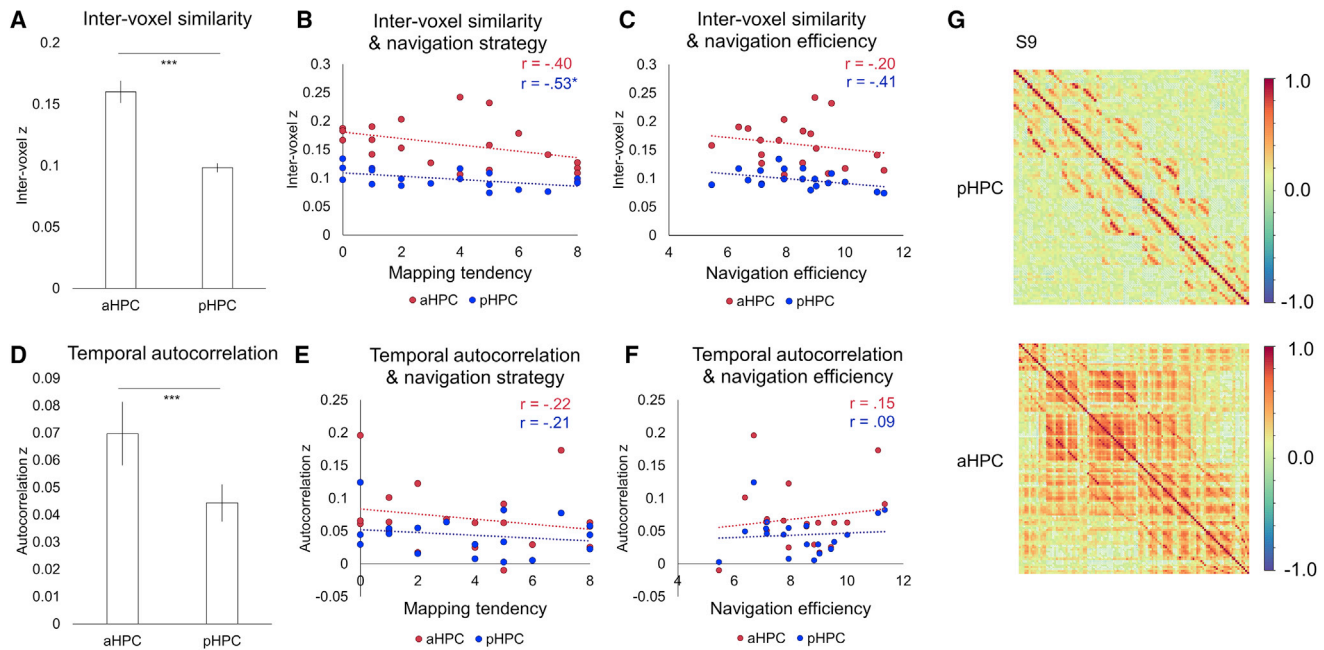 A
Inter-voxel similarity
0.2
0.15
0.1
0.05
0
Inter-voxel z
***
aHPC
pHPC
B
Inter-voxel similarity
& navigation strategy
r = -.40
r = -.53*
0.3
0.25
0.2
0.15
0.1
0.05
0
Inter-voxel z
0 2 4 6 8
Mapping tendency
aHPC pHPC
C
Inter-voxel similarity
& navigation efficiency
r = -.20
r = -.41
0.3
0.25
0.2
0.15
0.1
0.05
0
Inter-voxel z
4 6 8 10 12
Navigation efficiency
aHPC pHPC
G
S9
pHPC
1.0
0.0
-1.0
aHPC
1.0
0.0
-1.0
D
Temporal autocorrelation
0.09
0.08
0.07
0.06
0.05
0.04
0.03
0.02
0.01
0
Autocorrelation z
***
aHPC
pHPC
E
Temporal autocorrelation
& navigation strategy
r = -.22
r = -.21
0.25
0.2
0.15
0.1
0.05
0
-0.05
Autocorrelation z
0 2 4 6 8
Mapping tendency
aHPC pHPC
F
Temporal autocorrelation
& navigation efficiency
r = .15
r = .09
0.25
0.2
0.15
0.1
0.05
0
-0.05
Autocorrelation z
4 6 8 10 12
Navigation efficiency
aHPC pHPC